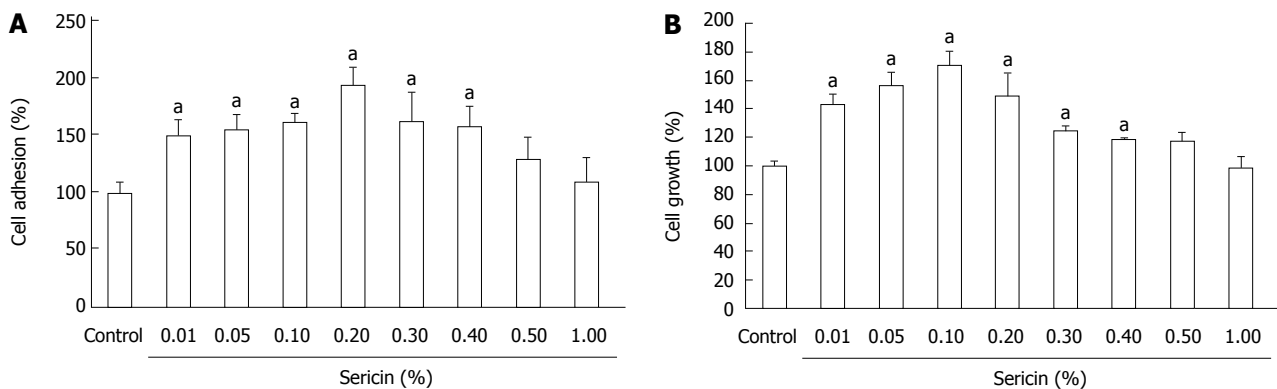 A
Cell adhesion (%)
250
200
150
100
50
0
a a a a a a
Control 0.01 0.05 0.10 0.20 0.30 0.40 0.50 1.00
Sericin (%)
B
Cell growth (%)
200
180
160
140
120
100
80
60
40
20
0
a a a a a a
Control 0.01 0.05 0.10 0.20 0.30 0.40 0.50 1.00
Sericin (%)